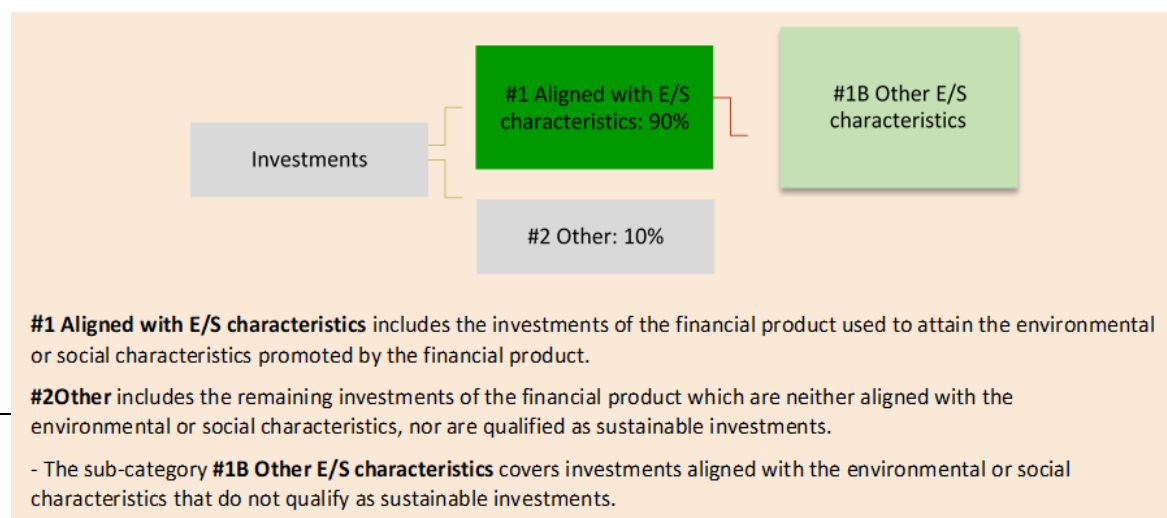 #1 Aligned with E/S
characteristics: 90%
#1B Other E/S
characteristics
Investments
#2 Other: 10%
#1 Aligned with E/S characteristics includes the investments of the financial product used to attain the environmental
or social characteristics promoted by the financial product.
#2Other includes the remaining investments of the financial product which are neither aligned with the
environmental or social characteristics, nor are qualified as sustainable investments.
- The sub-category #1B Other E/S characteristics covers investments aligned with the environmental or social
characteristics that do not qualify as sustainable investments.